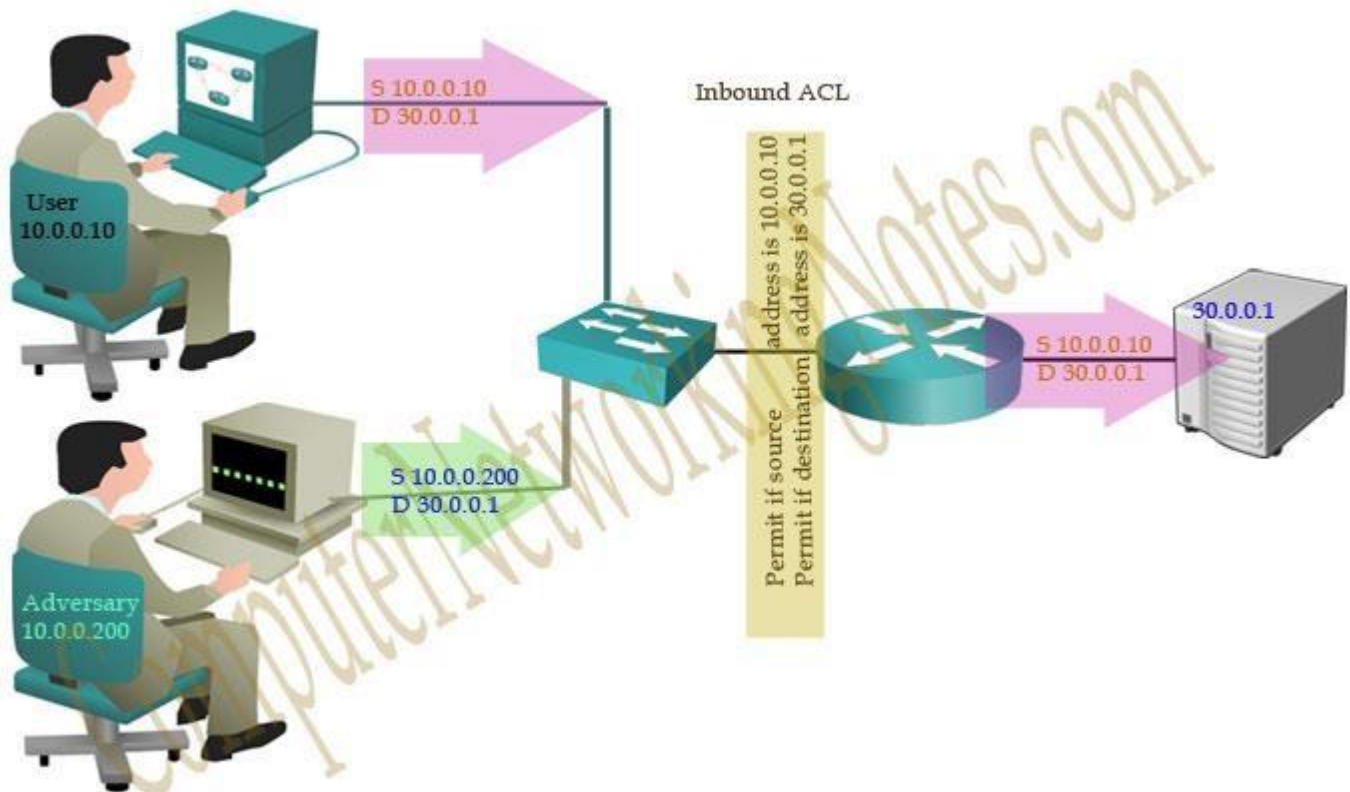 S 10.0.0.10
D 30.0.0.1
Inbound ACL
User
10.0.0.10
Permit if source address is 10.0.0.10
Permit if destination address is 30.0.0.1
30.0.0.1
S 10.0.0.10
D 30.0.0.1
S 10.0.0.200
D 30.0.0.1
Adversary
10.0.0.200
ComputerNetworkingNotes.com